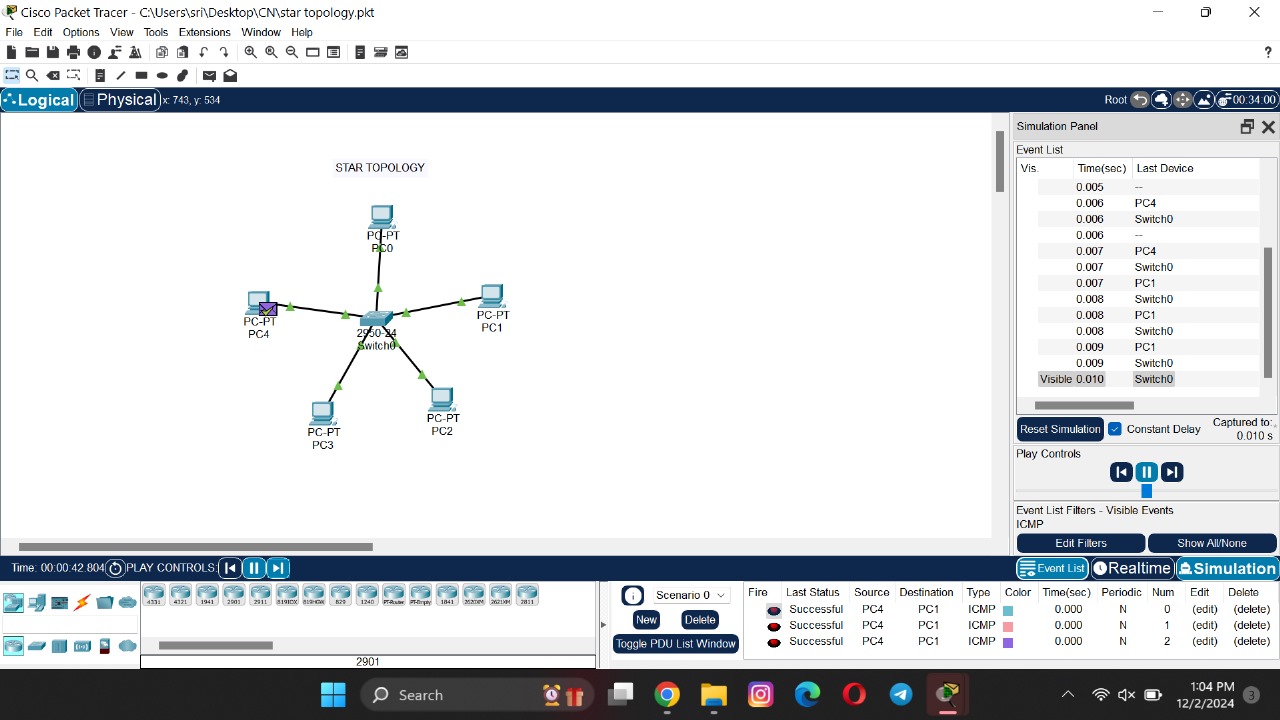 Cisco Packet Tracer - C:\Users\sri\Desktop\CN\star topology.pkt
File Edit Options View Tools Extensions Window Help
Logical Physical x: 743, y: 534 Root 00:34:00
STAR TOPOLOGY
PC-PT
PC0
PC-PT
PC4
PC-PT
PC1
2950-24
Switch0
PC-PT
PC3
PC-PT
PC2
Simulation Panel
Event List
Vis. Time(sec) Last Device
0.005 --
0.006 PC4
0.006 Switch0
0.006 --
0.007 PC4
0.007 Switch0
0.007 PC1
0.008 Switch0
0.008 PC1
0.008 Switch0
0.009 PC1
0.009 Switch0
Visible 0.010 Switch0
Reset Simulation Constant Delay Captured to:
0.010 s
Play Controls
Event List Filters - Visible Events
ICMP
Edit Filters Show All/None
Time: 00:00:42.804 PLAY CONTROLS: Event List Realtime Simulation
4331 4321 1941 2901 2911 819IOX 819HGW 829 1240 PT-Router PT-Empty 1841 2620XM 2621XM 2811
2901
Scenario 0
New Delete
Toggle PDU List Window
Fire Last Status Source Destination Type Color Time(sec) Periodic Num Edit Delete
Successful PC4 PC1 ICMP 0.000 N 0 (edit) (delete)
Successful PC4 PC1 ICMP 0.000 N 1 (edit) (delete)
Successful PC4 PC1 ICMP 0.000 N 2 (edit) (delete)
Search
1:04 PM
12/2/2024
3